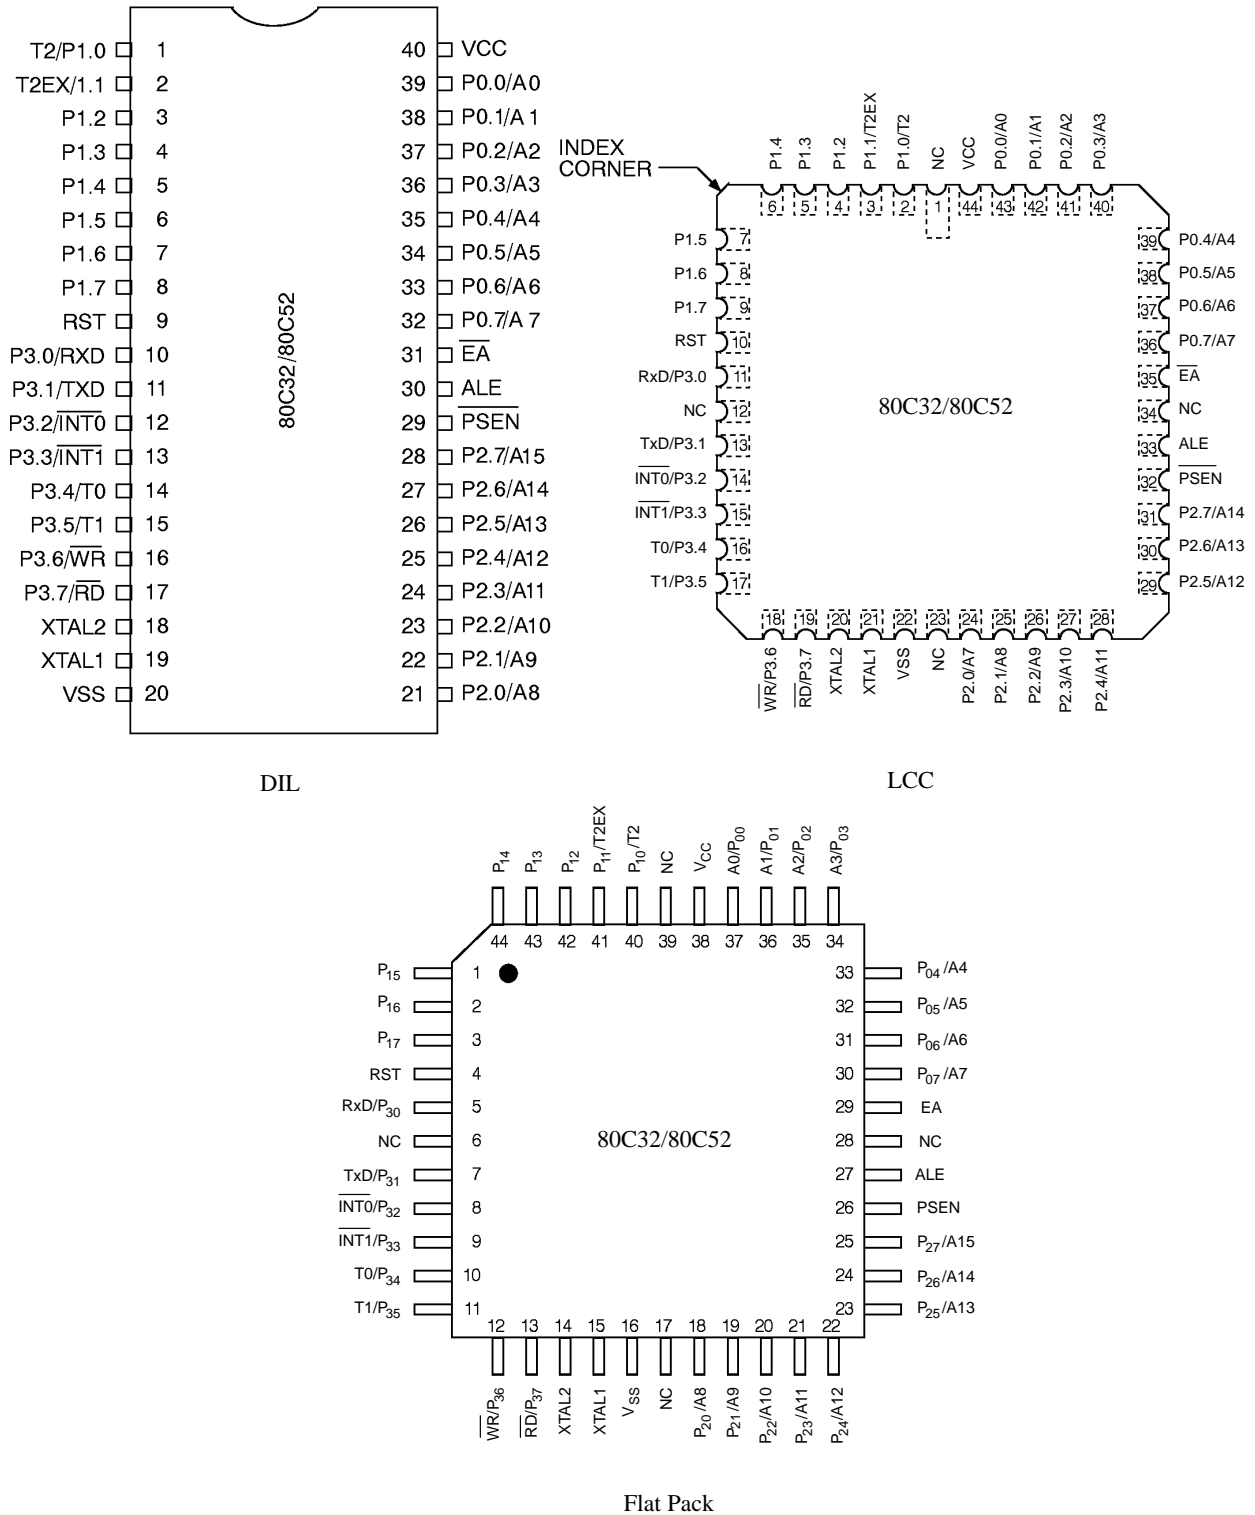 T2/P1.0 1 40 VCC
T2EX/1.1 2 39 P0.0/A0
P1.2 3 38 P0.1/A1
P1.3 4 37 P0.2/A2
P1.4 5 36 P0.3/A3
P1.5 6 35 P0.4/A4
P1.6 7 34 P0.5/A5
P1.7 8 33 P0.6/A6
RST 9 32 P0.7/A7
P3.0/RXD 10 31 EA
P3.1/TXD 11 30 ALE
P3.2/INT0 12 29 PSEN
P3.3/INT1 13 28 P2.7/A15
P3.4/T0 14 27 P2.6/A14
P3.5/T1 15 26 P2.5/A13
P3.6/WR 16 25 P2.4/A12
P3.7/RD 17 24 P2.3/A11
XTAL2 18 23 P2.2/A10
XTAL1 19 22 P2.1/A9
VSS 20 21 P2.0/A8
80C32/80C52
DIL
INDEX
CORNER
P1.4 P1.3 P1.2 P1.1/T2EX P1.0/T2 NC VCC P0.0/A0 P0.1/A1 P0.2/A2 P0.3/A3
6 5 4 3 2 1 44 43 42 41 40
P1.5 7 39 P0.4/A4
P1.6 8 38 P0.5/A5
P1.7 9 37 P0.6/A6
RST 10 36 P0.7/A7
RxD/P3.0 11 35 EA
NC 12 34 NC
TxD/P3.1 13 33 ALE
INT0/P3.2 14 32 PSEN
INT1/P3.3 15 31 P2.7/A14
T0/P3.4 16 30 P2.6/A13
T1/P3.5 17 29 P2.5/A12
80C32/80C52
18 19 20 21 22 23 24 25 26 27 28
WR/P3.6 RD/P3.7 XTAL2 XTAL1 VSS NC P2.0/A7 P2.1/A8 P2.2/A9 P2.3/A10 P2.4/A11
LCC
P14 P13 P12 P11/T2EX P10/T2 NC VCC A0/P00 A1/P01 A2/P02 A3/P03
44 43 42 41 40 39 38 37 36 35 34
P15 1 33 P04/A4
P16 2 32 P05/A5
P17 3 31 P06/A6
RST 4 30 P07/A7
RxD/P30 5 29 EA
NC 6 28 NC
TxD/P31 7 27 ALE
INT0/P32 8 26 PSEN
INT1/P33 9 25 P27/A15
T0/P34 10 24 P26/A14
T1/P35 11 23 P25/A13
80C32/80C52
12 13 14 15 16 17 18 19 20 21 22
WR/P36 RD/P37 XTAL2 XTAL1 VSS NC P20/A8 P21/A9 P22/A10 P23/A11 P24/A12
Flat Pack